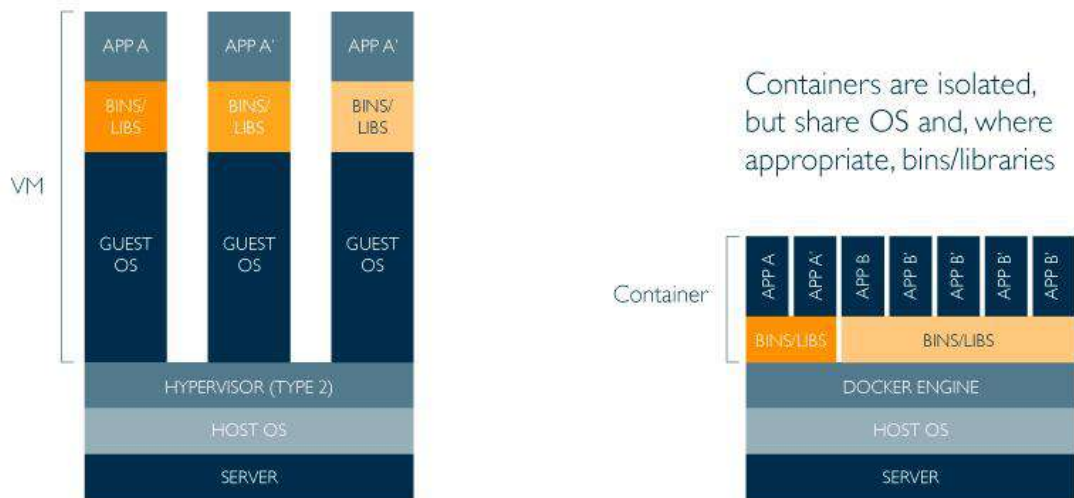 APP A
APP A'
APP A'
BINS/
LIBS
BINS/
LIBS
BINS/
LIBS
VM
GUEST
OS
GUEST
OS
GUEST
OS
HYPERVISOR (TYPE 2)
HOST OS
SERVER
Containers are isolated,
but share OS and, where
appropriate, bins/libraries
Container
APP A
APP A'
APP B
APP B'
APP B'
APP B'
APP B'
BINS/LIBS
BINS/LIBS
DOCKER ENGINE
HOST OS
SERVER